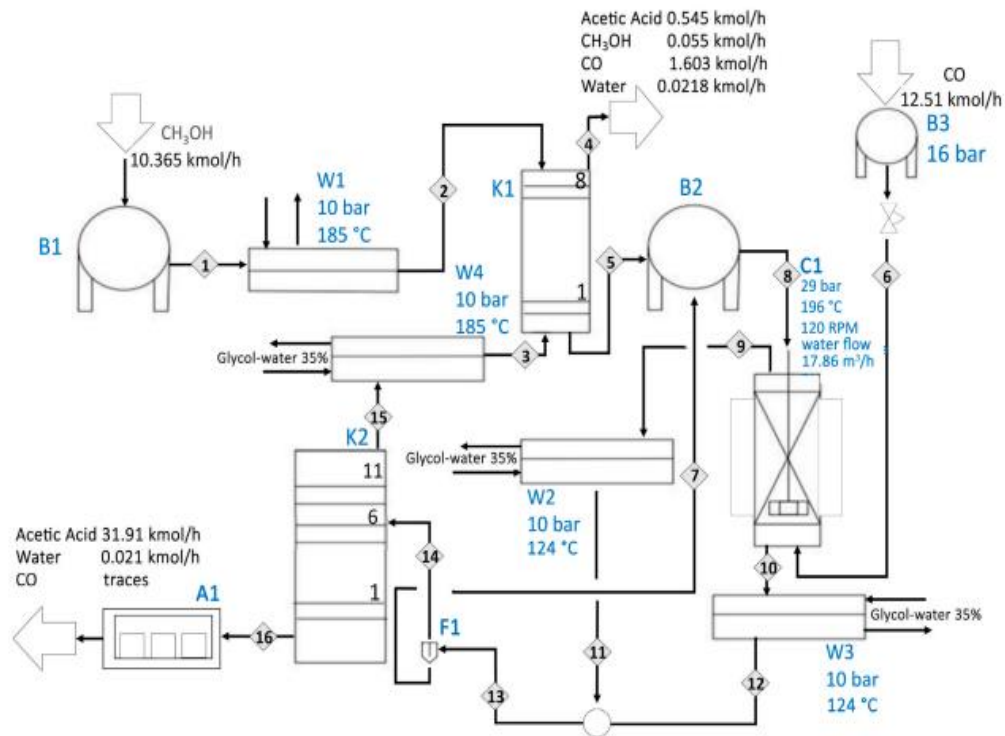 Acetic Acid 0.545 kmol/h
CH₃OH 0.055 kmol/h
CO 1.603 kmol/h
Water 0.0218 kmol/h
CO
12.51 kmol/h
B3
16 bar
CH₃OH
10.365 kmol/h
4
2
K1
8
B2
W1
10 bar
185 °C
B1
1
W4
10 bar
185 °C
1
5
8
C1
29 bar
196 °C
120 RPM
water flow
17.86 m³/h
6
Glycol-water 35%
3
9
15
K2
11
6
1
Glycol-water 35%
7
W2
10 bar
124 °C
14
10
Acetic Acid 31.91 kmol/h
Water 0.021 kmol/h
CO traces
A1
16
F1
13
11
12
Glycol-water 35%
W3
10 bar
124 °C